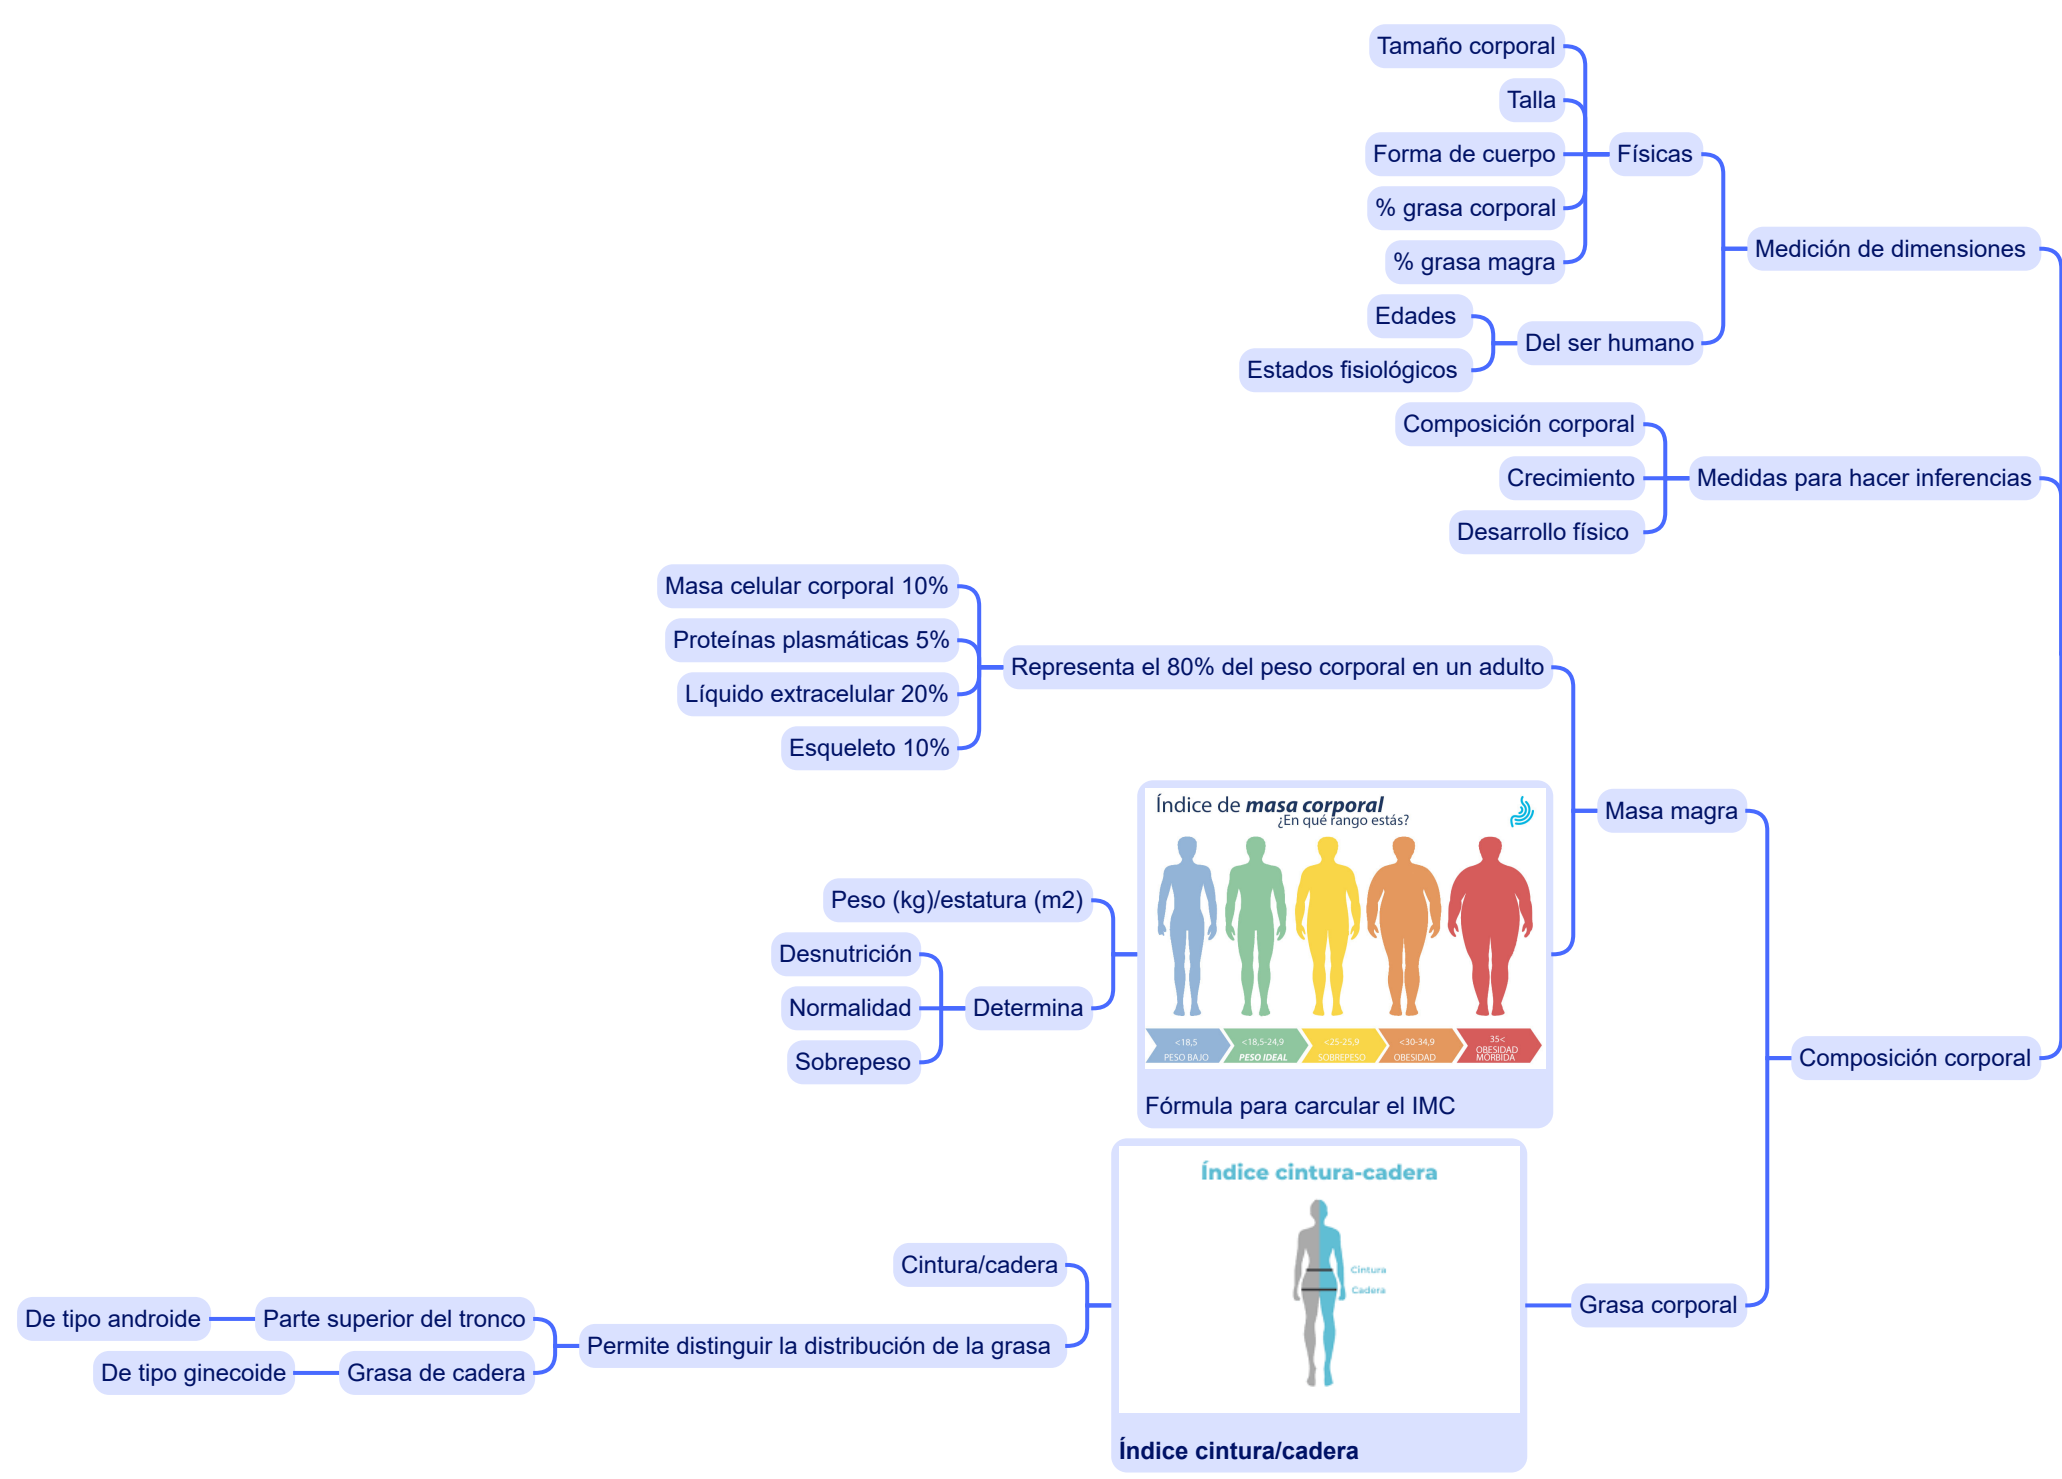 Tamaño corporal
Talla
Forma de cuerpo
% grasa corporal
% grasa magra
Físicas
Edades
Estados fisiológicos
Del ser humano
Medición de dimensiones
Composición corporal
Crecimiento
Desarrollo físico
Medidas para hacer inferencias
Masa celular corporal 10%
Proteínas plasmáticas 5%
Líquido extracelular 20%
Esqueleto 10%
Representa el 80% del peso corporal en un adulto
Índice de masa corporal
¿En qué rango estás?
<18,5
PESO BAJO
<18,5-24,9
PESO IDEAL
<25-25,9
SOBREPESO
<30-34,9
OBESIDAD
35<
OBESIDAD
MÓRBIDA
Fórmula para carcular el IMC
Peso (kg)/estatura (m2)
Desnutrición
Normalidad
Sobrepeso
Determina
Masa magra
Composición corporal
Índice cintura-cadera
Cintura
Cadera
Índice cintura/cadera
Cintura/cadera
De tipo androide
Parte superior del tronco
De tipo ginecoide
Grasa de cadera
Permite distinguir la distribución de la grasa
Grasa corporal